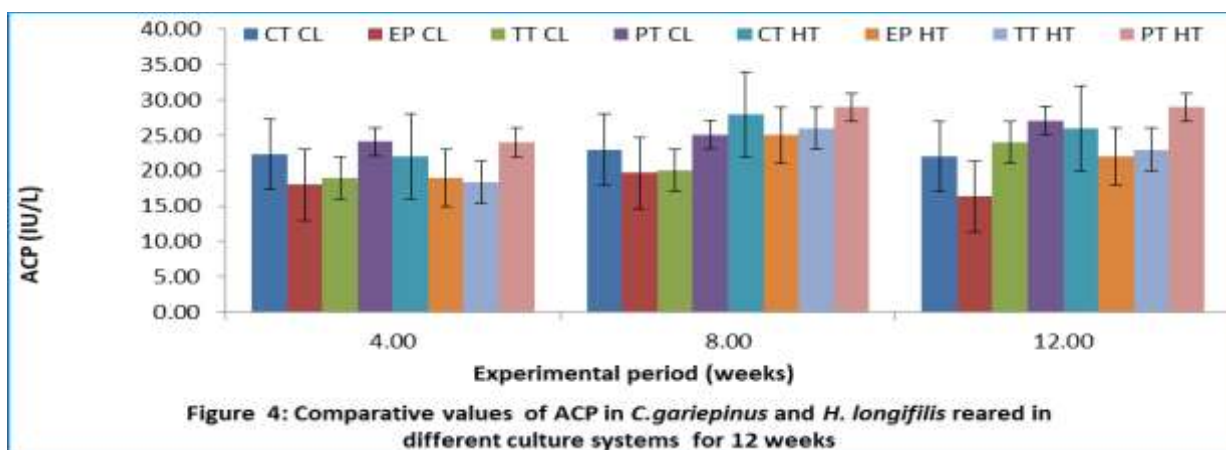 40.00
CT CL EP CL TT CL PT CL CT HT EP HT TT HT PT HT
35.00
30.00
25.00
20.00
15.00
10.00
5.00
0.00
ACP (IU/L)
4.00 8.00 12.00
Experimental period (weeks)
Figure 4: Comparative values of ACP in C.gariepinus and H. longifilis reared in
different culture systems for 12 weeks